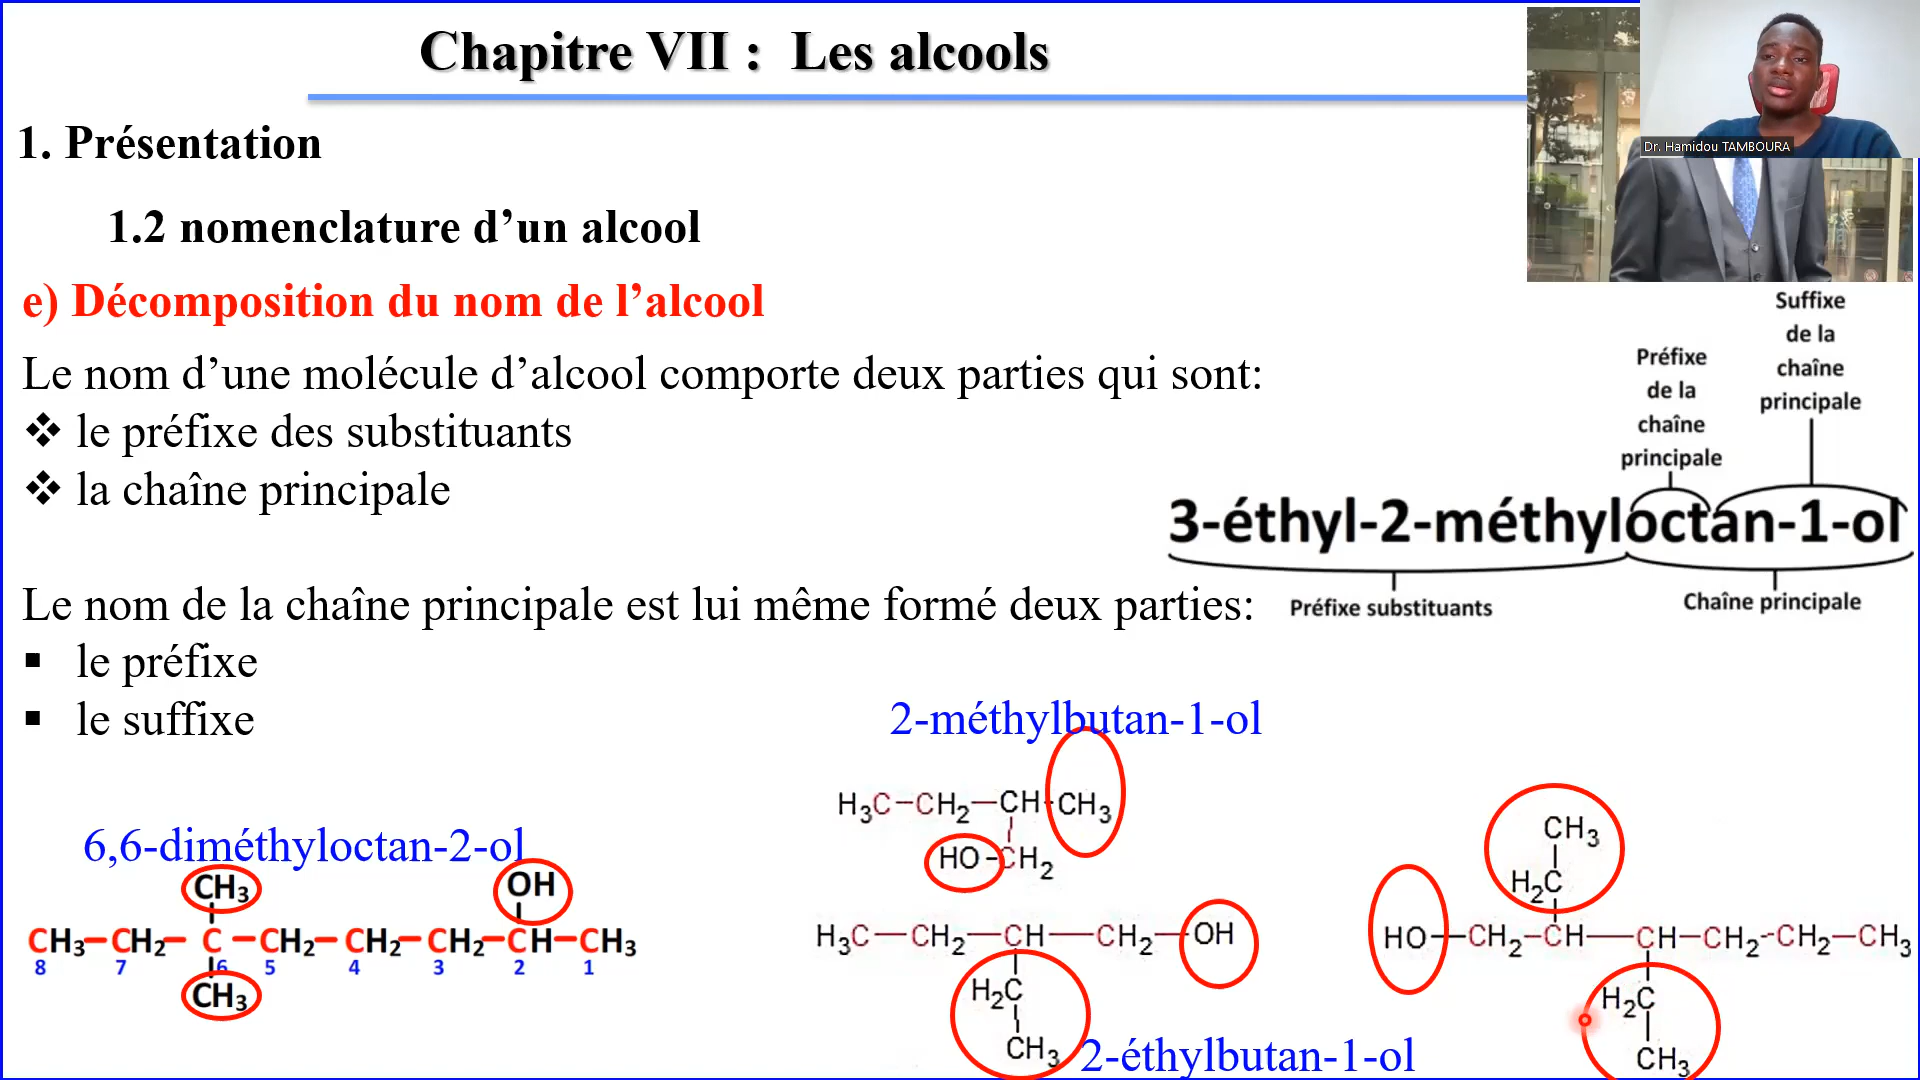 Chapitre VII :  Les alcools
Dr. Hamidou TAMBOURA
1. Présentation
1.2 nomenclature d’un alcool
e) Décomposition du nom de l’alcool
Le nom d’une molécule d’alcool comporte deux parties qui sont:
❖ le préfixe des substituants
❖ la chaîne principale
Suffixe
de la
chaîne
principale
Préfixe
de la
chaîne
principale
3-éthyl-2-méthyloctan-1-ol
Préfixe substituants
Chaîne principale
Le nom de la chaîne principale est lui même formé deux parties:
▪ le préfixe
▪ le suffixe
2-méthylbutan-1-ol
H₃C–CH₂–CH–CH₃
HO–CH₂
6,6-diméthyloctan-2-ol
CH₃ OH
CH₃–CH₂–C–CH₂–CH₂–CH₂–CH–CH₃
8 7 6 5 4 3 2 1
CH₃
H₃C–CH₂–CH–CH₂–OH
H₂C
CH₃
2-éthylbutan-1-ol
CH₃
H₂C
HO–CH₂–CH–CH–CH₂–CH₂–CH₃
H₂C
CH₃